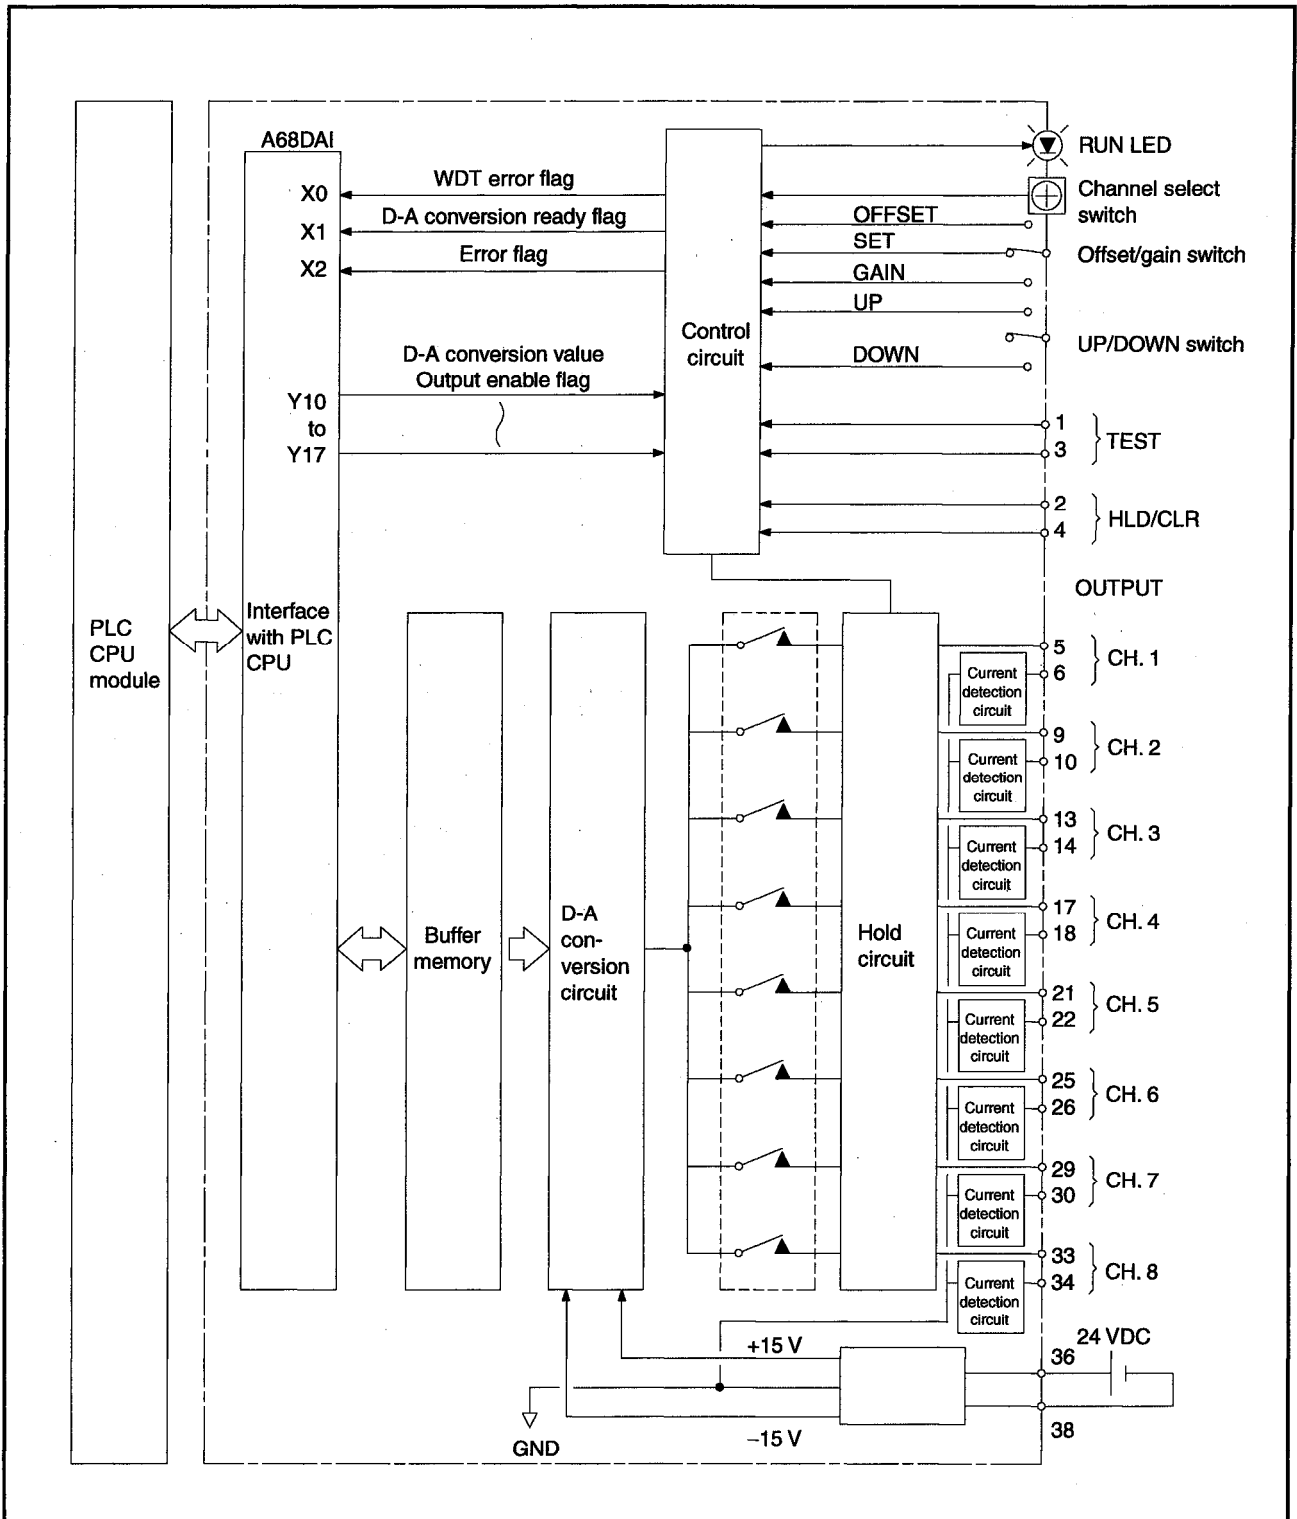 A68DAI
RUN LED
X0
WDT error flag
Channel select
switch
X1
D-A conversion ready flag
OFFSET
X2
Error flag
SET
Offset/gain switch
GAIN
UP
Control
circuit
UP/DOWN switch
DOWN
D-A conversion value
Output enable flag
Y10
to
Y17
1
3
TEST
2
4
HLD/CLR
OUTPUT
PLC
CPU
module
Interface
with PLC
CPU
Buffer
memory
D-A
con-
version
circuit
Hold
circuit
5
6
CH. 1
Current
detection
circuit
9
10
CH. 2
Current
detection
circuit
13
14
CH. 3
Current
detection
circuit
17
18
CH. 4
Current
detection
circuit
21
22
CH. 5
Current
detection
circuit
25
26
CH. 6
Current
detection
circuit
29
30
CH. 7
Current
detection
circuit
33
34
CH. 8
Current
detection
circuit
+15 V
24 VDC
36
–15 V
38
GND